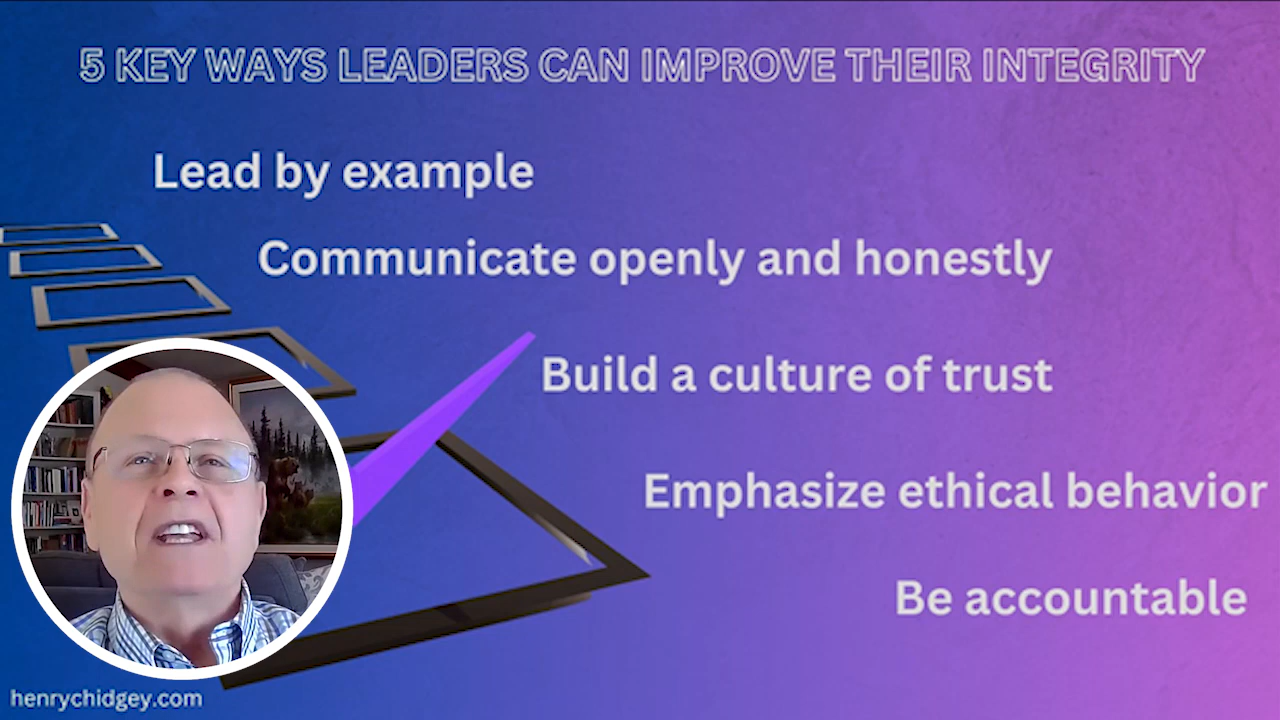 5 KEY WAYS LEADERS CAN IMPROVE THEIR INTEGRITY
Lead by example
Communicate openly and honestly
Build a culture of trust
Emphasize ethical behavior
Be accountable
henrychidgey.com